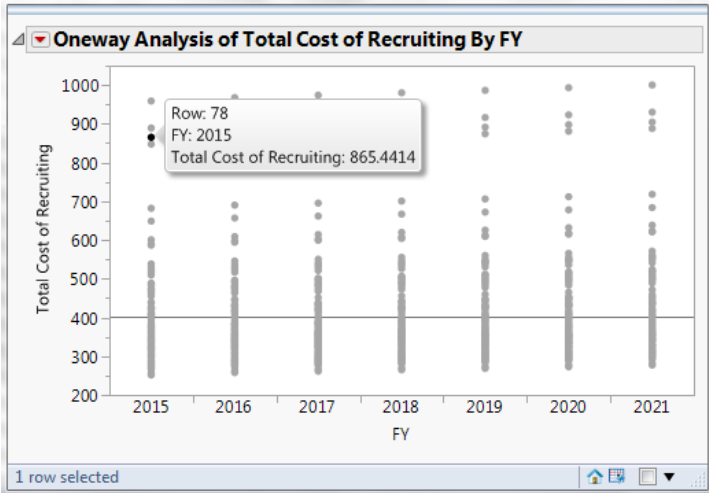 Oneway Analysis of Total Cost of Recruiting By FY
1000
900
800
700
600
500
400
300
200
Total Cost of Recruiting
Row: 78
FY: 2015
Total Cost of Recruiting: 865.4414
2015 2016 2017 2018 2019 2020 2021
FY
1 row selected